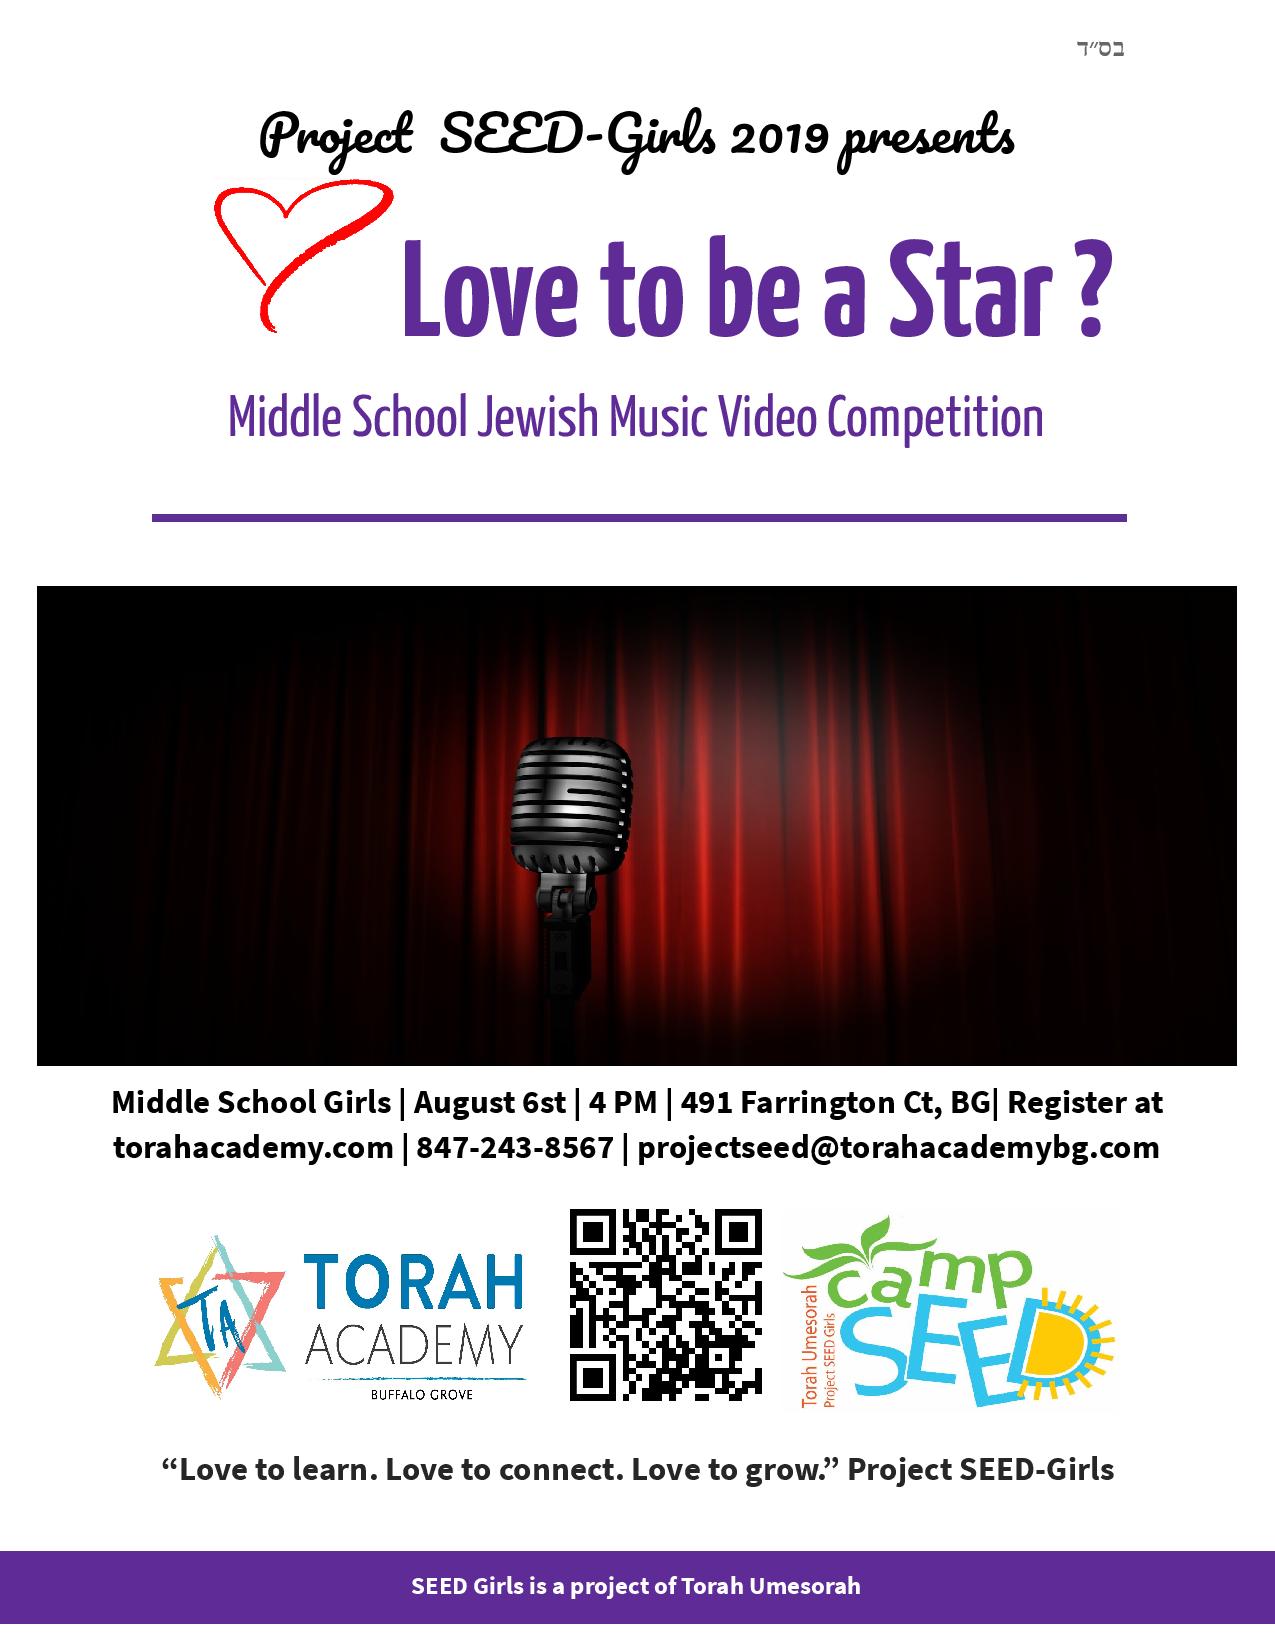 בס״ד
Project SEED-Girls 2019 presents
Love to be a Star ?
Middle School Jewish Music Video Competition
Middle School Girls | August 6st | 4 PM | 491 Farrington Ct, BG| Register at
torahacademy.com | 847-243-8567 | projectseed@torahacademybg.com
TA
TORAH
ACADEMY
BUFFALO GROVE
Torah Umesorah
Project SEED Girls
camp
SEED
“Love to learn. Love to connect. Love to grow.” Project SEED-Girls
SEED Girls is a project of Torah Umesorah